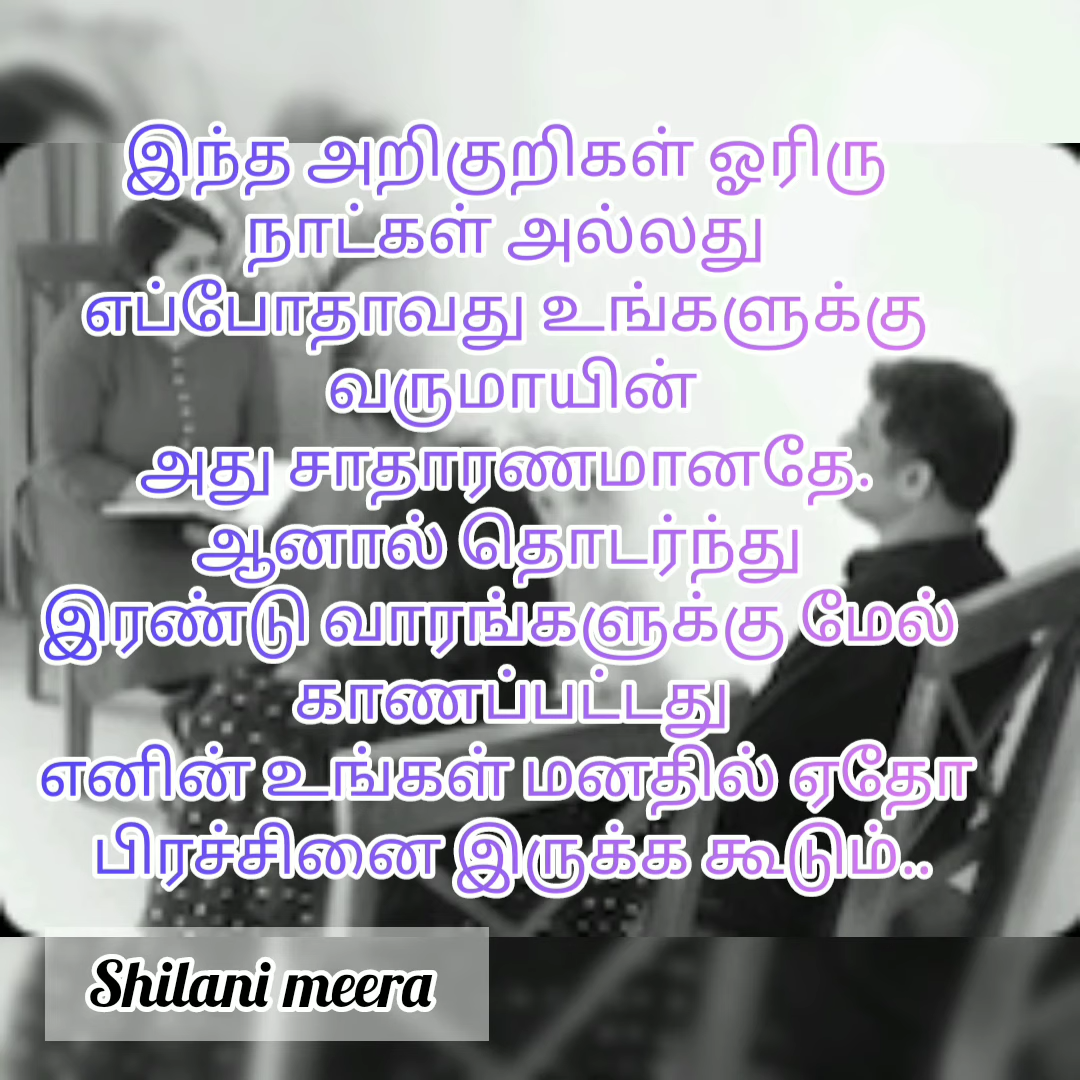 இந்த அறிகுறிகள் ஓரிரு
நாட்கள் அல்லது
எப்போதாவது உங்களுக்கு
வருமாயின்
அது சாதாரணமானதே.
ஆனால் தொடர்ந்து
இரண்டு வாரங்களுக்கு மேல்
காணப்பட்டது
எனின் உங்கள் மனதில் ஏதோ
பிரச்சினை இருக்க கூடும்..
Shilani meera